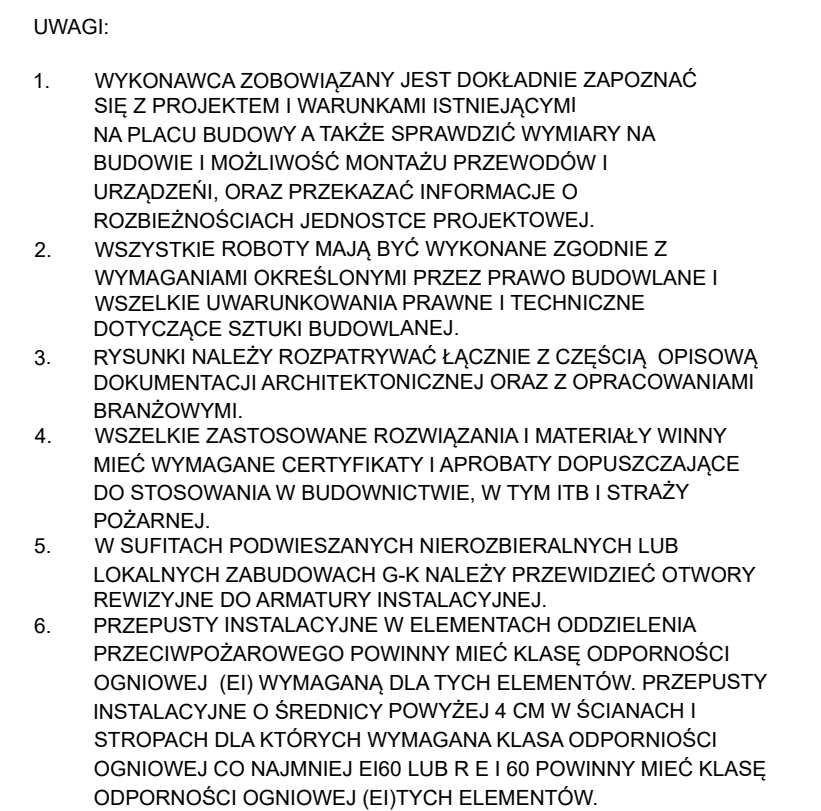 UWAGI:
1. WYKONAWCA ZOBOWIĄZANY JEST DOKŁADNIE ZAPOZNAĆ
SIĘ Z PROJEKTEM I WARUNKAMI ISTNIEJĄCYMI
NA PLACU BUDOWY A TAKŻE SPRAWDZIĆ WYMIARY NA
BUDOWIE I MOŻLIWOŚĆ MONTAŻU PRZEWODÓW I
URZĄDZEŃI, ORAZ PRZEKAZAĆ INFORMACJE O
ROZBIEŻNOŚCIACH JEDNOSTCE PROJEKTOWEJ.
2. WSZYSTKIE ROBOTY MAJĄ BYĆ WYKONANE ZGODNIE Z
WYMAGANIAMI OKREŚLONYMI PRZEZ PRAWO BUDOWLANE I
WSZELKIE UWARUNKOWANIA PRAWNE I TECHNICZNE
DOTYCZĄCE SZTUKI BUDOWLANEJ.
3. RYSUNKI NALEŻY ROZPATRYWAĆ ŁĄCZNIE Z CZĘŚCIĄ OPISOWĄ
DOKUMENTACJI ARCHITEKTONICZNEJ ORAZ Z OPRACOWANIAMI
BRANŻOWYMI.
4. WSZELKIE ZASTOSOWANE ROZWIĄZANIA I MATERIAŁY WINNY
MIEĆ WYMAGANE CERTYFIKATY I APROBATY DOPUSZCZAJĄCE
DO STOSOWANIA W BUDOWNICTWIE, W TYM ITB I STRAŻY
POŻARNEJ.
5. W SUFITACH PODWIESZANYCH NIEROZBIERALNYCH LUB
LOKALNYCH ZABUDOWACH G-K NALEŻY PRZEWIDZIEĆ OTWORY
REWIZYJNE DO ARMATURY INSTALACYJNEJ.
6. PRZEPUSTY INSTALACYJNE W ELEMENTACH ODDZIELENIA
PRZECIWPOŻAROWEGO POWINNY MIEĆ KLASĘ ODPORNOŚCI
OGNIOWEJ (EI) WYMAGANĄ DLA TYCH ELEMENTÓW. PRZEPUSTY
INSTALACYJNE O ŚREDNICY POWYŻEJ 4 CM W ŚCIANACH I
STROPACH DLA KTÓRYCH WYMAGANA KLASA ODPORNIOŚCI
OGNIOWEJ CO NAJMNIEJ EI60 LUB R E I 60 POWINNY MIEĆ KLASĘ
ODPORNOŚCI OGNIOWEJ (EI)TYCH ELEMENTÓW.